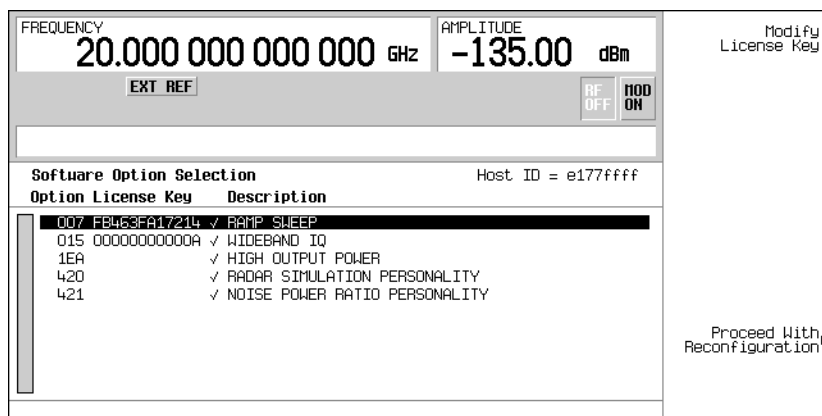 FREQUENCY
20.000 000 000 000 GHz
AMPLITUDE
-135.00 dBm
EXT REF
RF OFF
MOD ON
Modify
License Key
Software Option Selection
Host ID = e177ffff
Option License Key Description
007 FB463FA17214 √ RAMP SWEEP
015 00000000000A √ WIDEBAND IQ
1EA √ HIGH OUTPUT POWER
420 √ RADAR SIMULATION PERSONALITY
421 √ NOISE POWER RATIO PERSONALITY
Proceed With
Reconfiguration